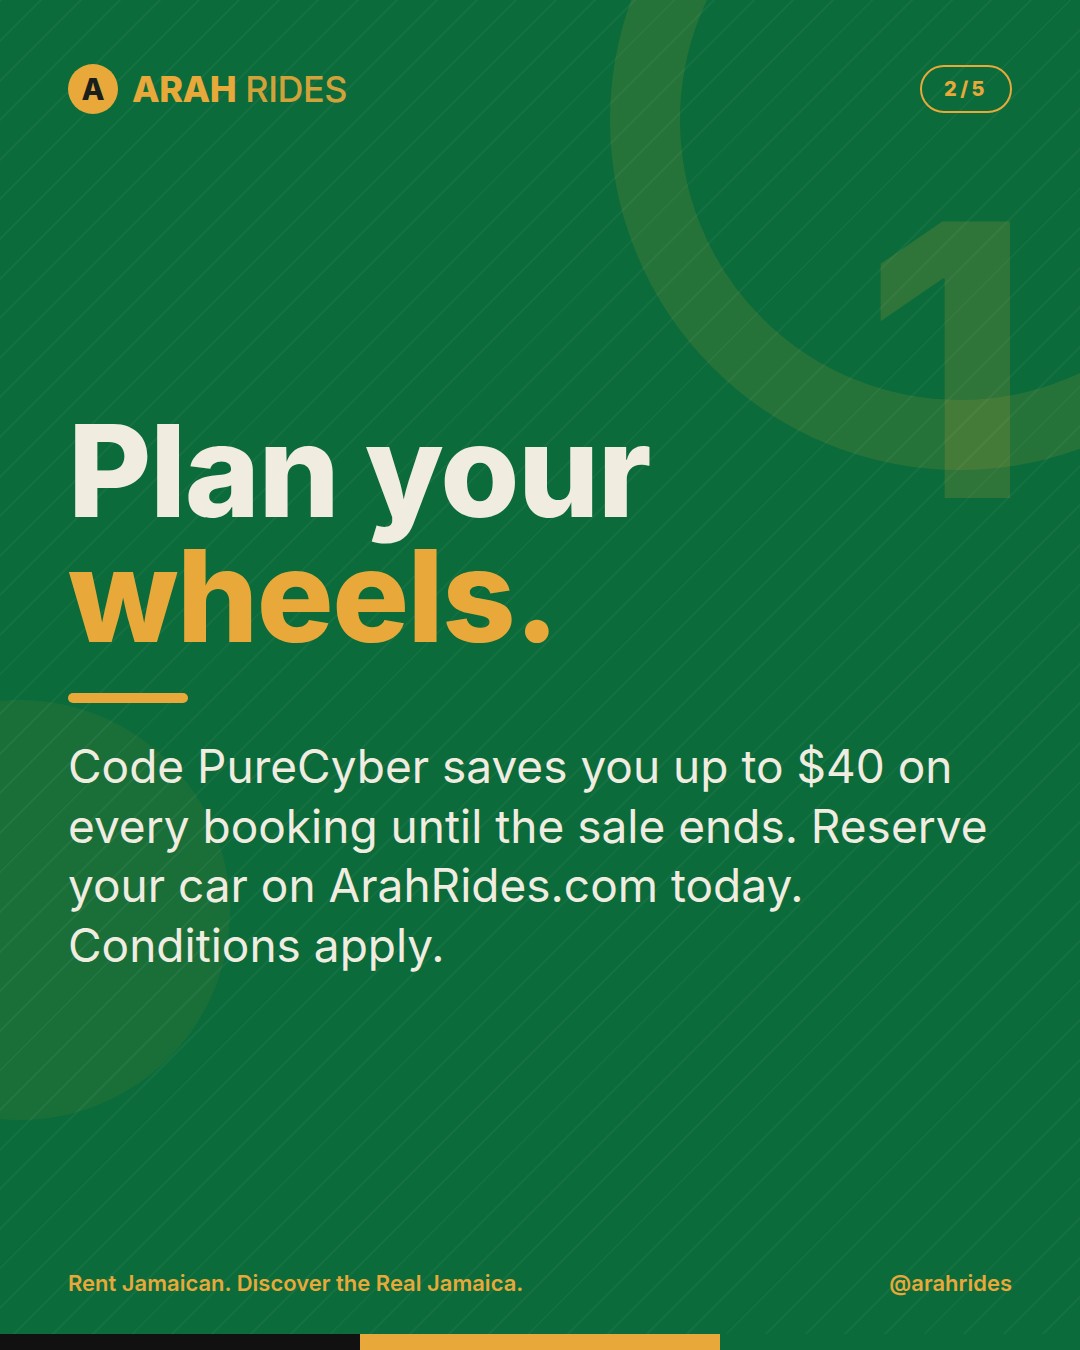 A ARAH RIDES
2/5
1
Plan your
wheels.
Code PureCyber saves you up to $40 on
every booking until the sale ends. Reserve
your car on ArahRides.com today.
Conditions apply.
Rent Jamaican. Discover the Real Jamaica.
@arahrides